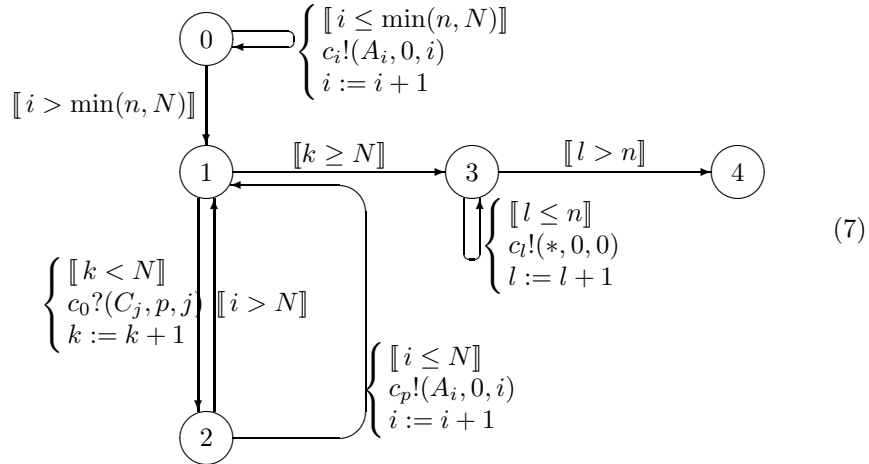 0
⟦ i ≤ min(n, N)⟧
c_i!(A_i, 0, i)
i := i + 1
⟦ i > min(n, N)⟧
1
⟦k ≥ N⟧
3
⟦l > n⟧
4
⟦l ≤ n⟧
c_l!(∗, 0, 0)
l := l + 1
(7)
⟦ k < N⟧
c_0?(C_j, p, j)
k := k + 1
⟦ i > N⟧
⟦ i ≤ N⟧
c_p!(A_i, 0, i)
i := i + 1
2